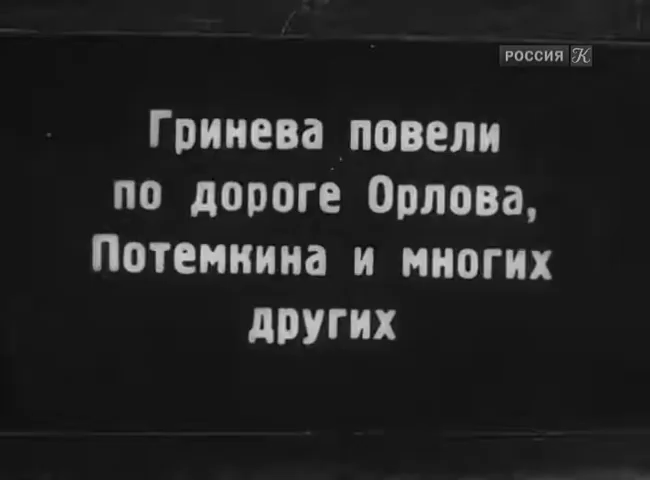 РОССИЯ К
Гринева повели
по дороге Орлова,
Потемкина и многих
других